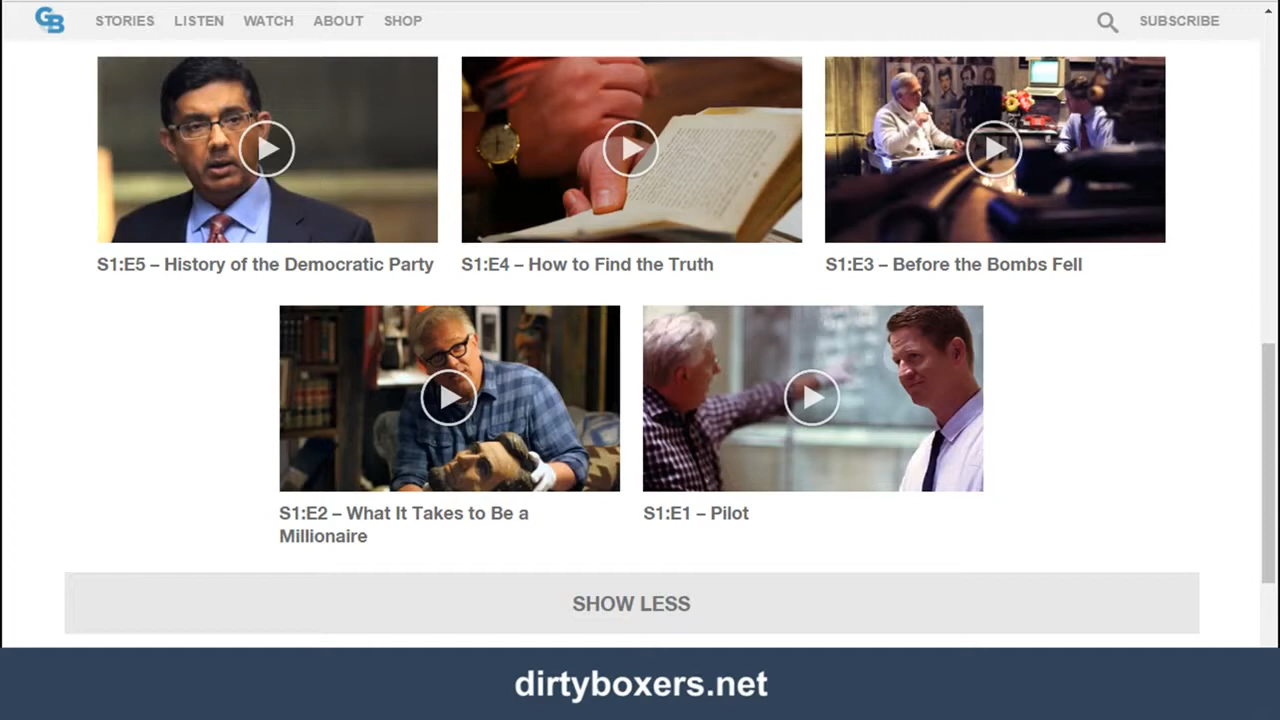 GB
STORIES LISTEN WATCH ABOUT SHOP SUBSCRIBE
S1:E5 – History of the Democratic Party
S1:E4 – How to Find the Truth
S1:E3 – Before the Bombs Fell
S1:E2 – What It Takes to Be a
Millionaire
S1:E1 – Pilot
SHOW LESS
dirtyboxers.net